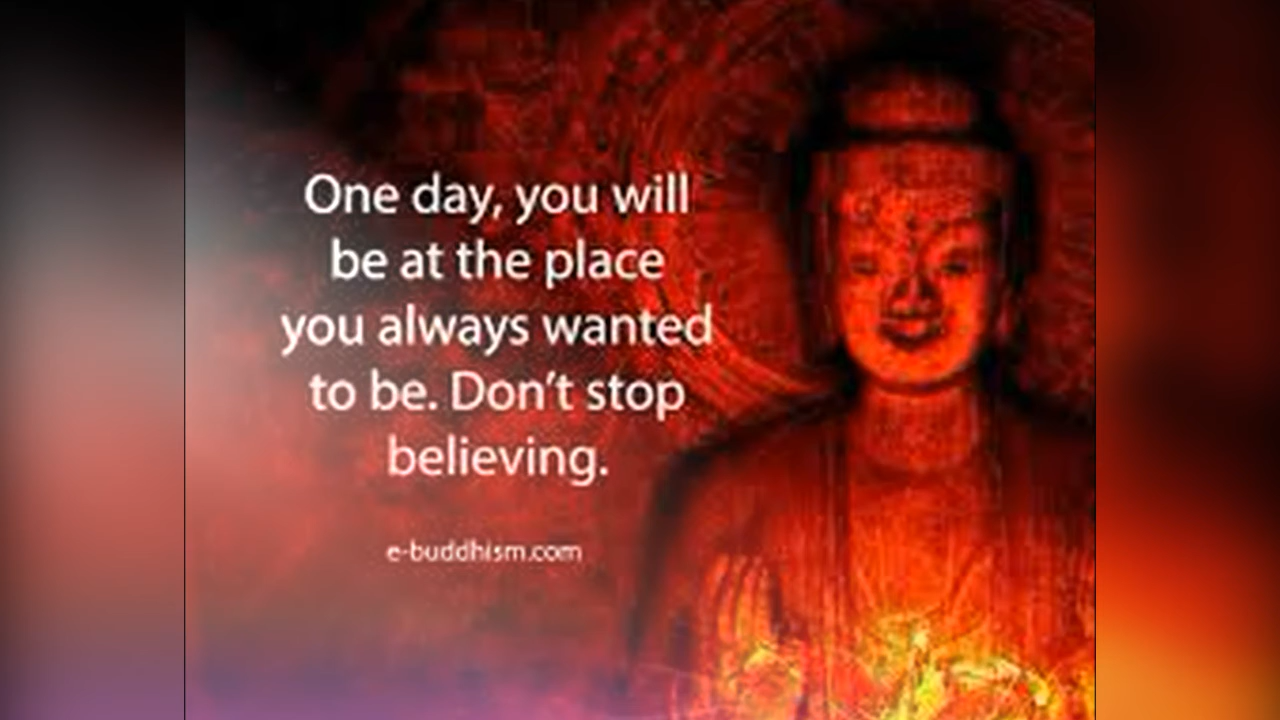 One day, you will
be at the place
you always wanted
to be. Don’t stop
believing.
e-buddhism.com